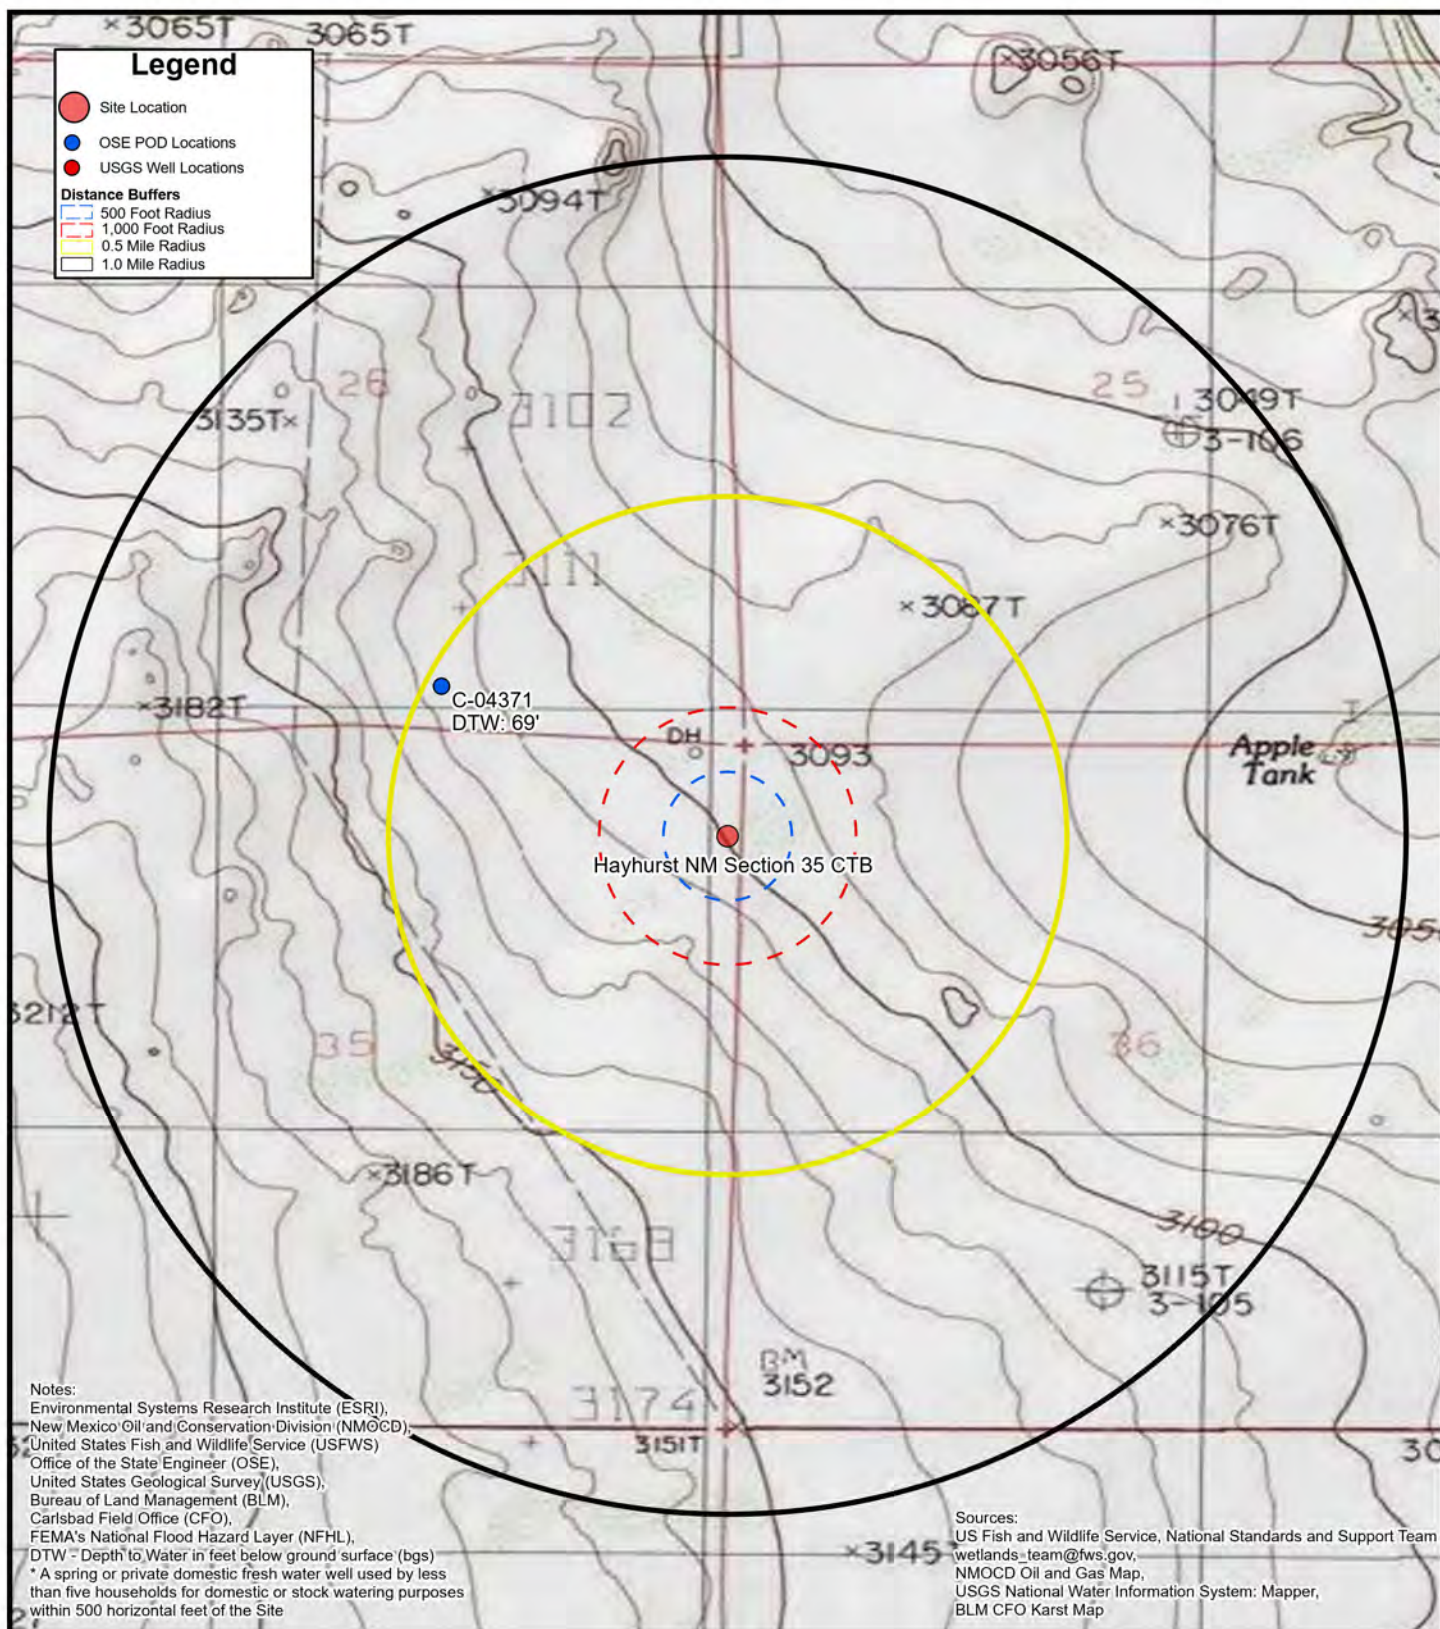 ×3065T
3065T
×3056T
Legend
Site Location
OSE POD Locations
USGS Well Locations
Distance Buffers
500 Foot Radius
1,000 Foot Radius
0.5 Mile Radius
1.0 Mile Radius
×3094T
26
25
3102
3049T
3135T×
3-106
×3076T
3111
×3087T
C-04371
DTW: 69'
×3182T
DH
3093
Apple
Tank
Hayhurst NM Section 35 CTB
3212T
35
36
3150
×3186T
3100
3168
3115T
3-105
BM
3152
3174
3151T
×3145
Notes:
Environmental Systems Research Institute (ESRI),
New Mexico Oil and Conservation Division (NMOCD),
United States Fish and Wildlife Service (USFWS)
Office of the State Engineer (OSE),
United States Geological Survey (USGS),
Bureau of Land Management (BLM),
Carlsbad Field Office (CFO),
FEMA's National Flood Hazard Layer (NFHL),
DTW - Depth to Water in feet below ground surface (bgs)
* A spring or private domestic fresh water well used by less
than five households for domestic or stock watering purposes
within 500 horizontal feet of the Site
Sources:
US Fish and Wildlife Service, National Standards and Support Team
wetlands_team@fws.gov,
NMOCD Oil and Gas Map,
USGS National Water Information System: Mapper,
BLM CFO Karst Map